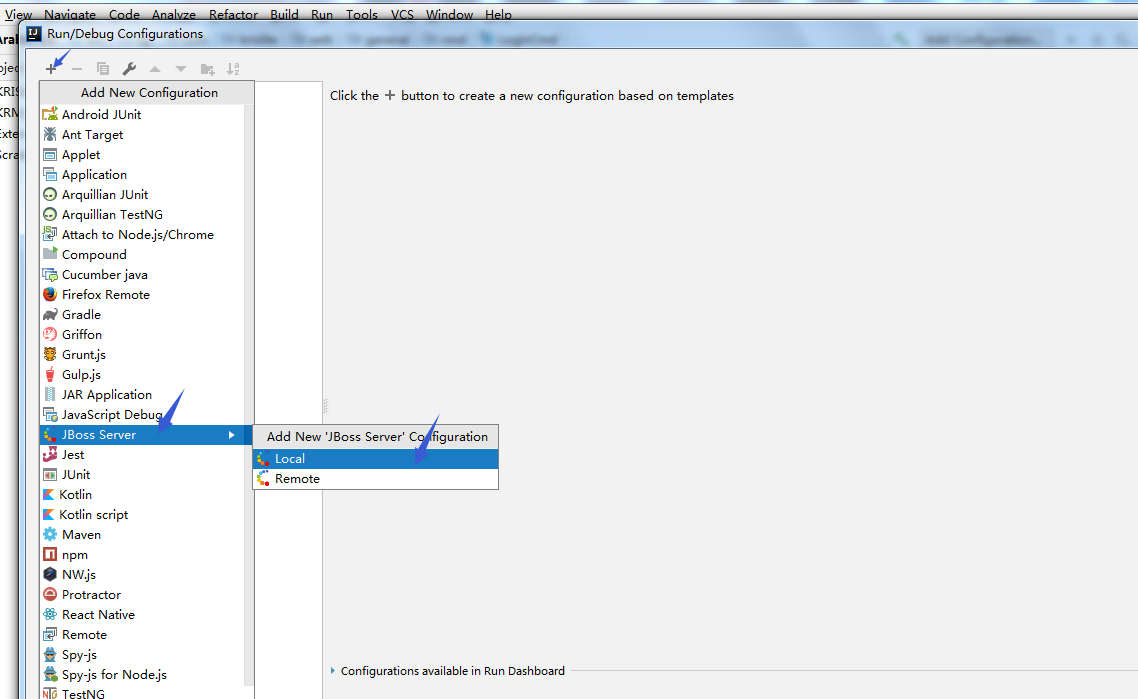 View Navigate Code Analyze Refactor Build Run Tools VCS Window Help
Run/Debug Configurations
Add New Configuration
Click the + button to create a new configuration based on templates
Android JUnit
Ant Target
Applet
Application
Arquillian JUnit
Arquillian TestNG
Attach to Node.js/Chrome
Compound
Cucumber java
Firefox Remote
Gradle
Griffon
Grunt.js
Gulp.js
JAR Application
JavaScript Debug
JBoss Server
Add New 'JBoss Server' Configuration
Local
Remote
Jest
JUnit
Kotlin
Kotlin script
Maven
npm
NW.js
Protractor
React Native
Remote
Spy-js
Spy-js for Node.js
TestNG
Configurations available in Run Dashboard